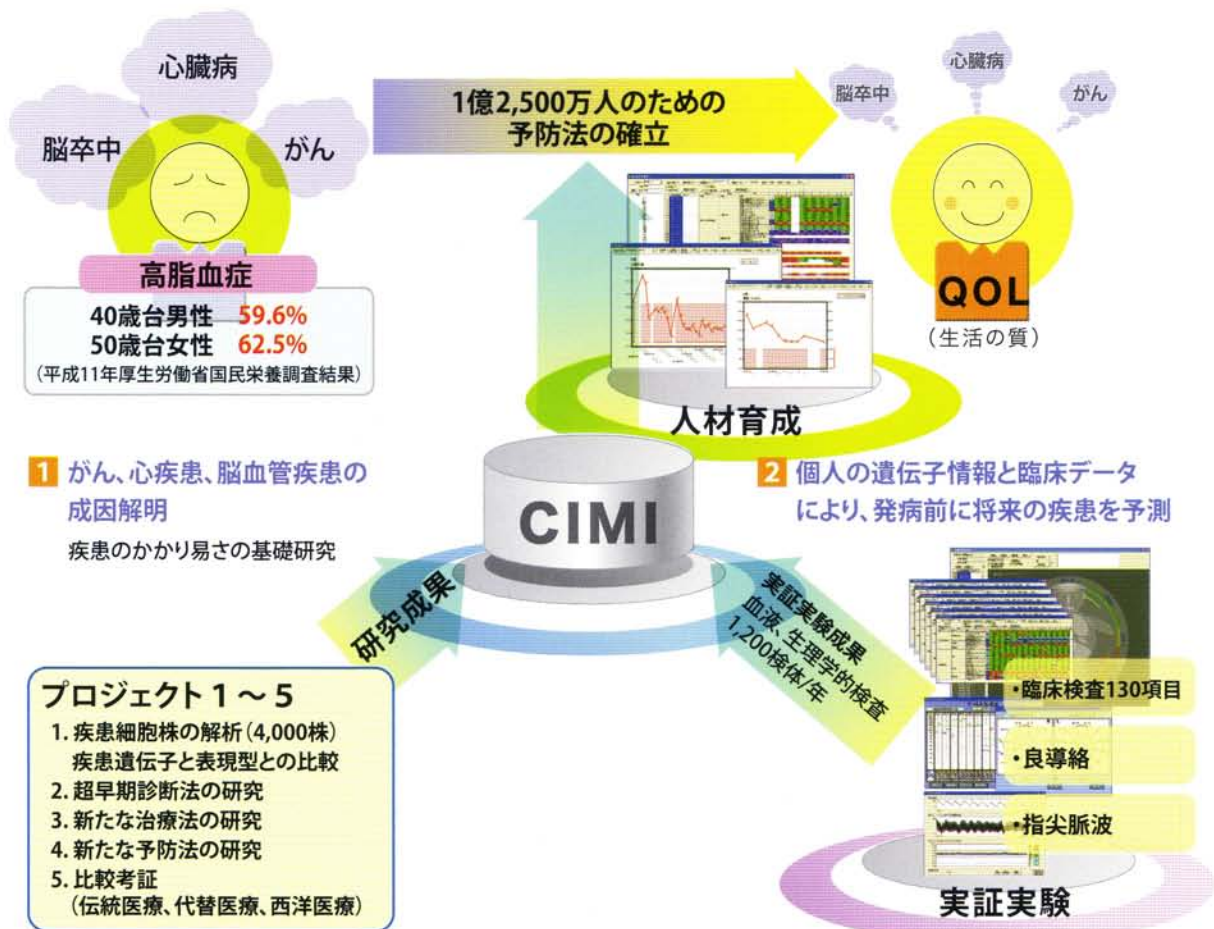 心臓病
脳卒中
がん
高脂血症
40歳台男性 59.6%
50歳台女性 62.5%
(平成11年厚生労働省国民栄養調査結果)
1億2,500万人のための
予防法の確立
心臓病
脳卒中
がん
QOL
(生活の質)
人材育成
1 がん、心疾患、脳血管疾患の
成因解明
疾患のかかり易さの基礎研究
CIMI
2 個人の遺伝子情報と臨床データ
により、発病前に将来の疾患を予測
研究成果
実証実験成果
血液、生理学的検査
1,200検体/年
プロジェクト 1 ～ 5
1. 疾患細胞株の解析(4,000株)
疾患遺伝子と表現型との比較
2. 超早期診断法の研究
3. 新たな治療法の研究
4. 新たな予防法の研究
5. 比較考証
(伝統医療、代替医療、西洋医療)
・臨床検査130項目
・良導絡
・指尖脈波
実証実験